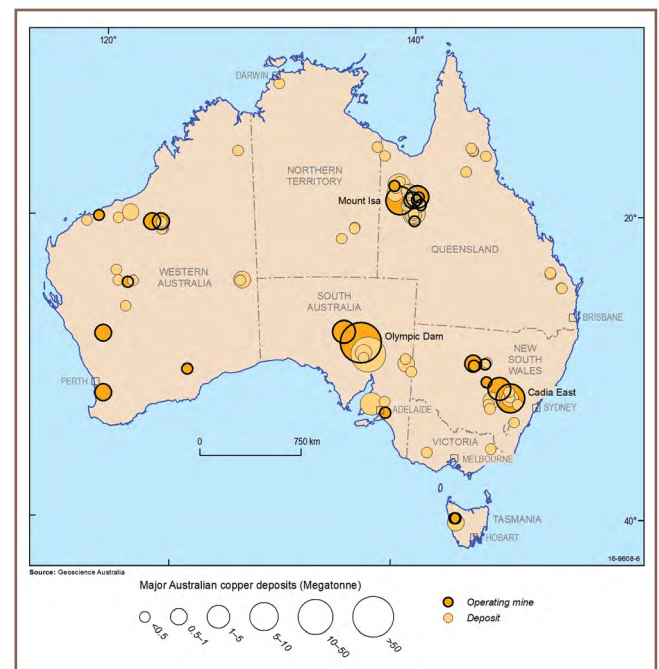 120°
140°
DARWIN
NORTHERN
TERRITORY
Mount Isa
20°
QUEENSLAND
WESTERN
AUSTRALIA
SOUTH
AUSTRALIA
BRISBANE
Olympic Dam
NEW
SOUTH
WALES
PERTH
Cadia East
ADELAIDE
SYDNEY
0
750 km
VICTORIA
MELBOURNE
TASMANIA
40°
HOBART
16-9608-6
Source: Geoscience Australia
Major Australian copper deposits (Megatonne)
<0.5
0.5–1
1–5
5–10
10–50
>50
Operating mine
Deposit